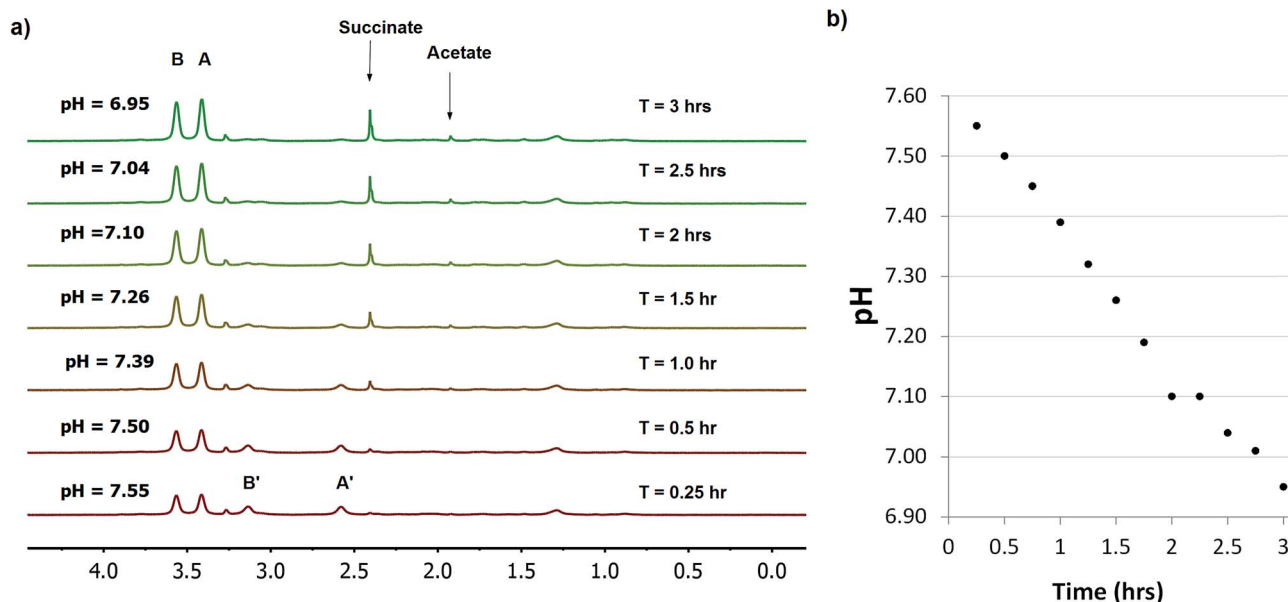 a)
B A
Succinate
Acetate
pH = 6.95
T = 3 hrs
pH = 7.04
T = 2.5 hrs
pH =7.10
T = 2 hrs
pH = 7.26
T = 1.5 hr
pH = 7.39
T = 1.0 hr
pH = 7.50
T = 0.5 hr
pH = 7.55
B' A'
T = 0.25 hr
4.0 3.5 3.0 2.5 2.0 1.5 1.0 0.5 0.0
b)
7.60
7.50
7.40
7.30
7.20
7.10
7.00
6.90
pH
0 0.5 1 1.5 2 2.5 3
Time (hrs)